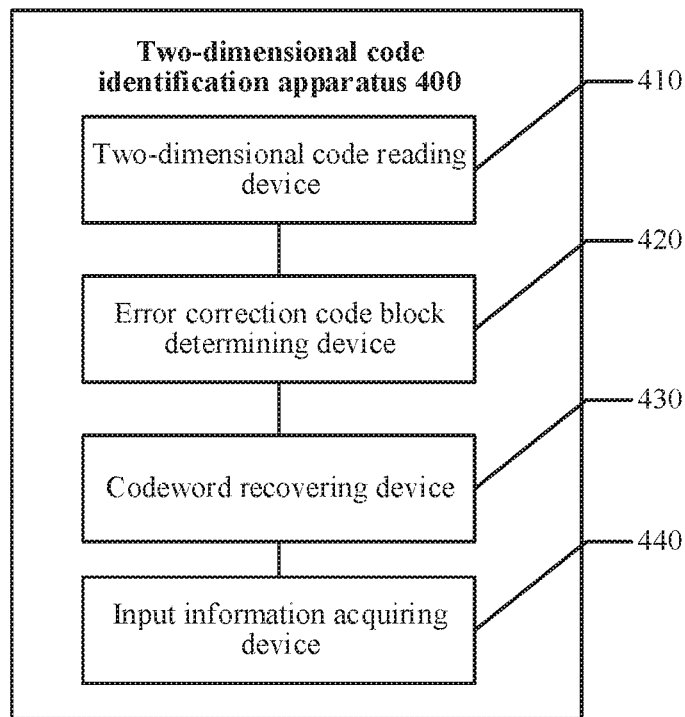 Two-dimensional code
identification apparatus 400
410
Two-dimensional code reading
device
420
Error correction code block
determining device
430
Codeword recovering device
440
Input information acquiring
device